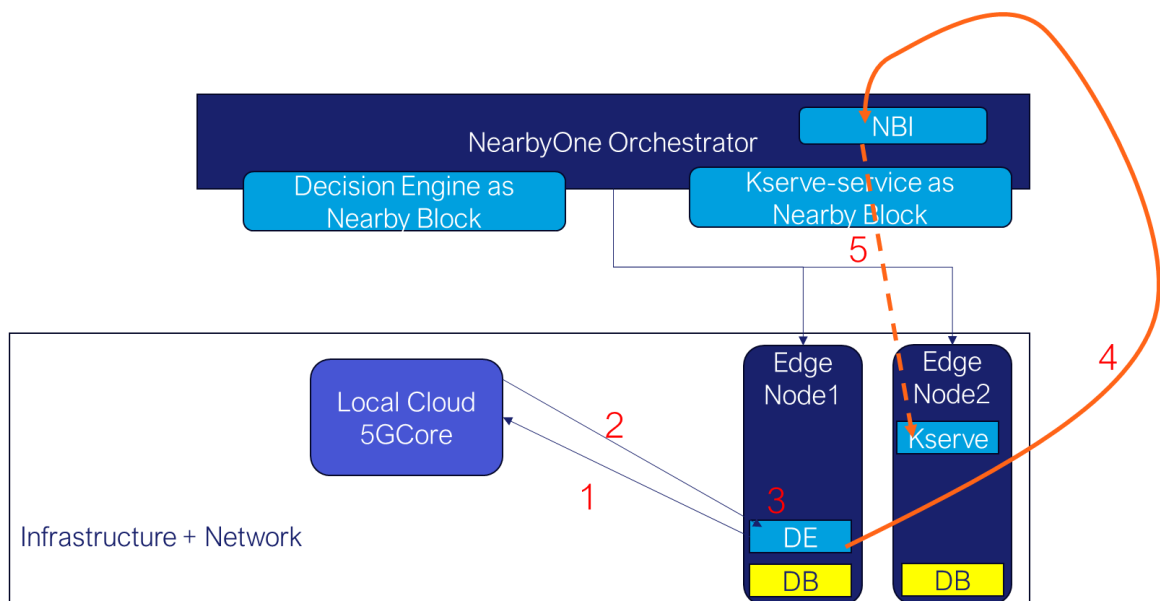 NBI
NearbyOne Orchestrator
Decision Engine as
Nearby Block
Kserve-service as
Nearby Block
5
Edge
Node1
Edge
Node2
4
Local Cloud
5GCore
2
Kserve
1
3
DE
Infrastructure + Network
DB
DB